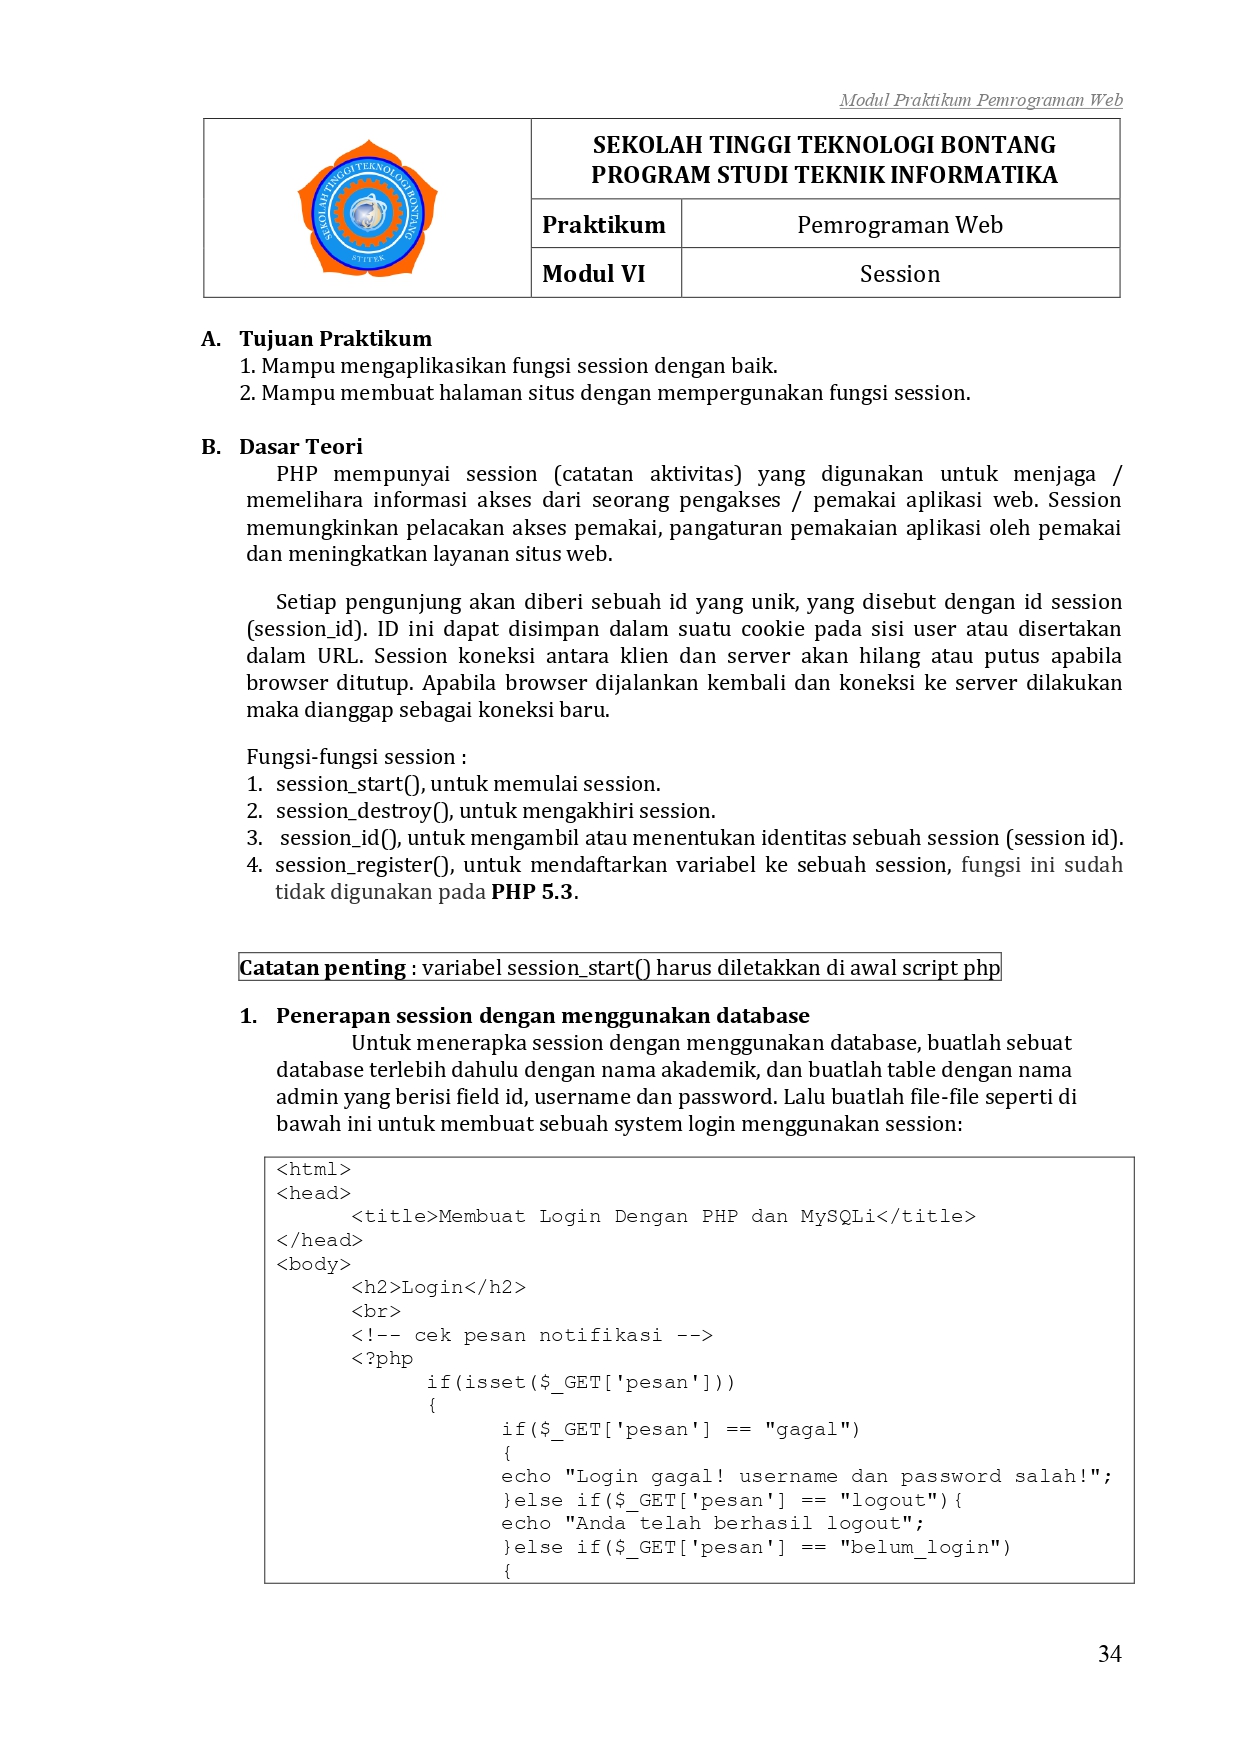 Modul Praktikum Pemrograman Web
SEKOLAH TINGGI TEKNOLOGI BONTANG
STITEK
SEKOLAH TINGGI TEKNOLOGI BONTANG
PROGRAM STUDI TEKNIK INFORMATIKA
Praktikum
Pemrograman Web
Modul VI
Session
A. Tujuan Praktikum
1. Mampu mengaplikasikan fungsi session dengan baik.
2. Mampu membuat halaman situs dengan mempergunakan fungsi session.
B. Dasar Teori
PHP mempunyai session (catatan aktivitas) yang digunakan untuk menjaga /
memelihara informasi akses dari seorang pengakses / pemakai aplikasi web. Session
memungkinkan pelacakan akses pemakai, pangaturan pemakaian aplikasi oleh pemakai
dan meningkatkan layanan situs web.
Setiap pengunjung akan diberi sebuah id yang unik, yang disebut dengan id session
(session_id). ID ini dapat disimpan dalam suatu cookie pada sisi user atau disertakan
dalam URL. Session koneksi antara klien dan server akan hilang atau putus apabila
browser ditutup. Apabila browser dijalankan kembali dan koneksi ke server dilakukan
maka dianggap sebagai koneksi baru.
Fungsi-fungsi session :
1. session_start(), untuk memulai session.
2. session_destroy(), untuk mengakhiri session.
3. session_id(), untuk mengambil atau menentukan identitas sebuah session (session id).
4. session_register(), untuk mendaftarkan variabel ke sebuah session, fungsi ini sudah
tidak digunakan pada PHP 5.3.
Catatan penting : variabel session_start() harus diletakkan di awal script php
1. Penerapan session dengan menggunakan database
Untuk menerapka session dengan menggunakan database, buatlah sebuat
database terlebih dahulu dengan nama akademik, dan buatlah table dengan nama
admin yang berisi field id, username dan password. Lalu buatlah file-file seperti di
bawah ini untuk membuat sebuah system login menggunakan session:
<html>
<head>
<title>Membuat Login Dengan PHP dan MySQLi</title>
</head>
<body>
<h2>Login</h2>
<br>
<!-- cek pesan notifikasi -->
<?php
if(isset($_GET['pesan']))
{
if($_GET['pesan'] == "gagal")
{
echo "Login gagal! username dan password salah!";
}else if($_GET['pesan'] == "logout"){
echo "Anda telah berhasil logout";
}else if($_GET['pesan'] == "belum_login")
{
34